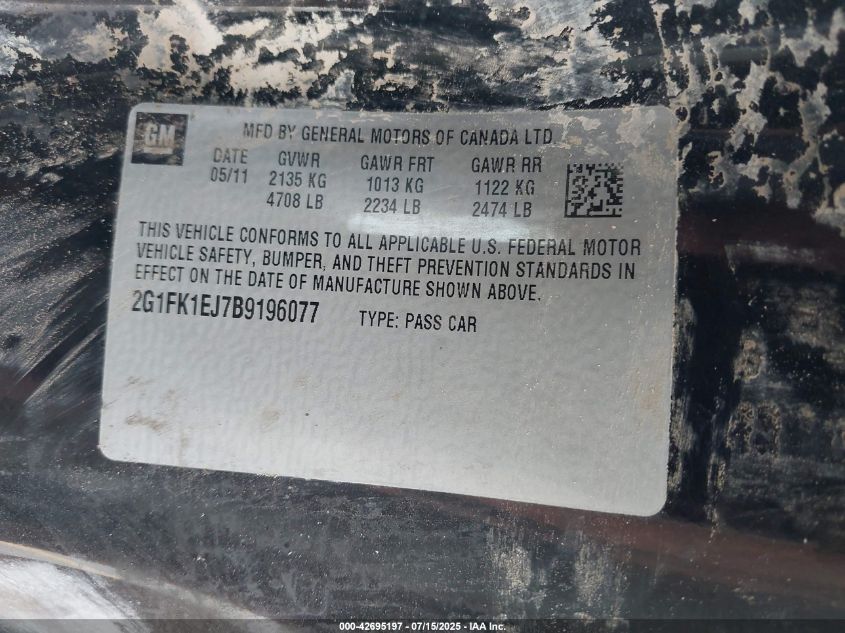 GM
MFD BY GENERAL MOTORS OF CANADA LTD
DATE GVWR GAWR FRT GAWR RR
05/11 2135 KG 1013 KG 1122 KG
4708 LB 2234 LB 2474 LB
THIS VEHICLE CONFORMS TO ALL APPLICABLE U.S. FEDERAL MOTOR
VEHICLE SAFETY, BUMPER, AND THEFT PREVENTION STANDARDS IN
EFFECT ON THE DATE OF MANUFACTURE SHOWN ABOVE.
2G1FK1EJ7B9196077 TYPE: PASS CAR
000-42695197 - 07/15/2025 - IAA Inc.